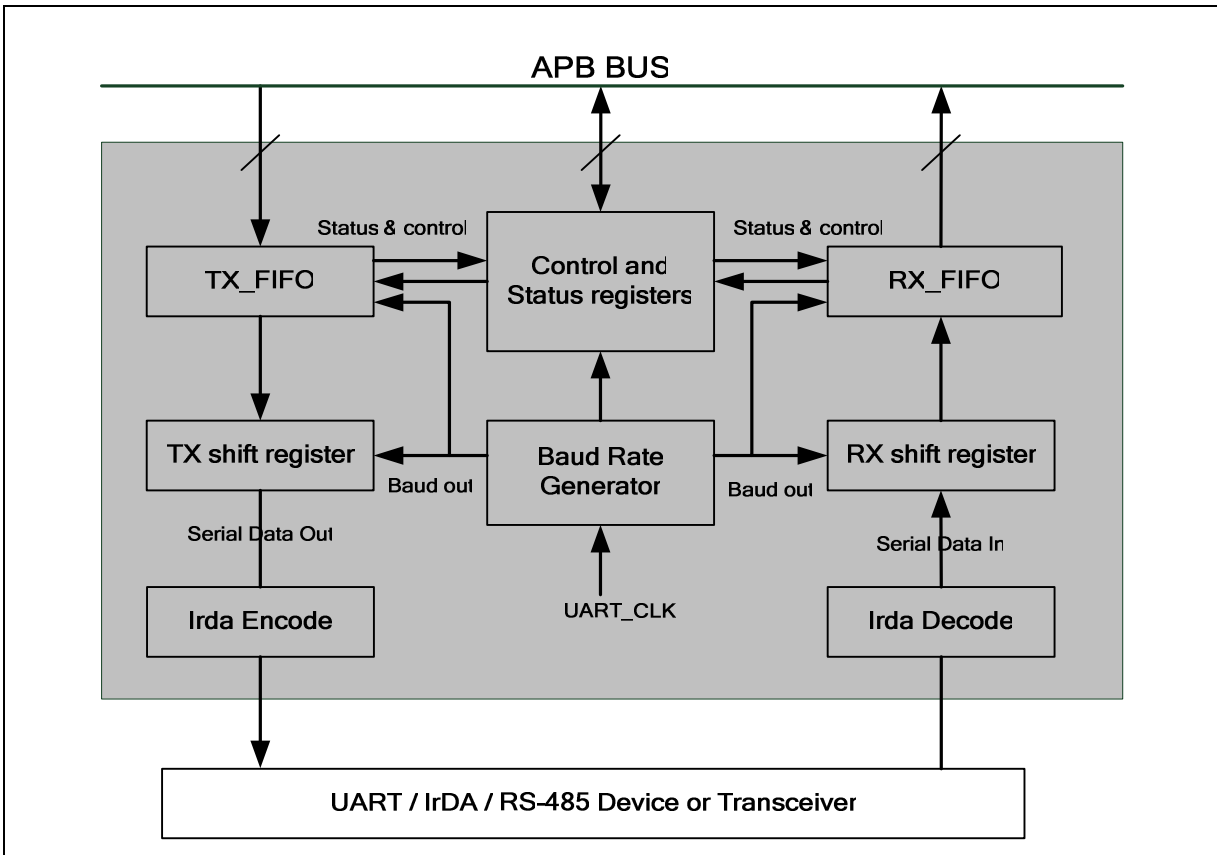 APB BUS
Status & control
Status & control
TX_FIFO
Control and
Status registers
RX_FIFO
TX shift register
Baud Rate
Generator
RX shift register
Baud out
Baud out
Serial Data Out
Serial Data In
Irda Encode
UART_CLK
Irda Decode
UART / IrDA / RS-485 Device or Transceiver